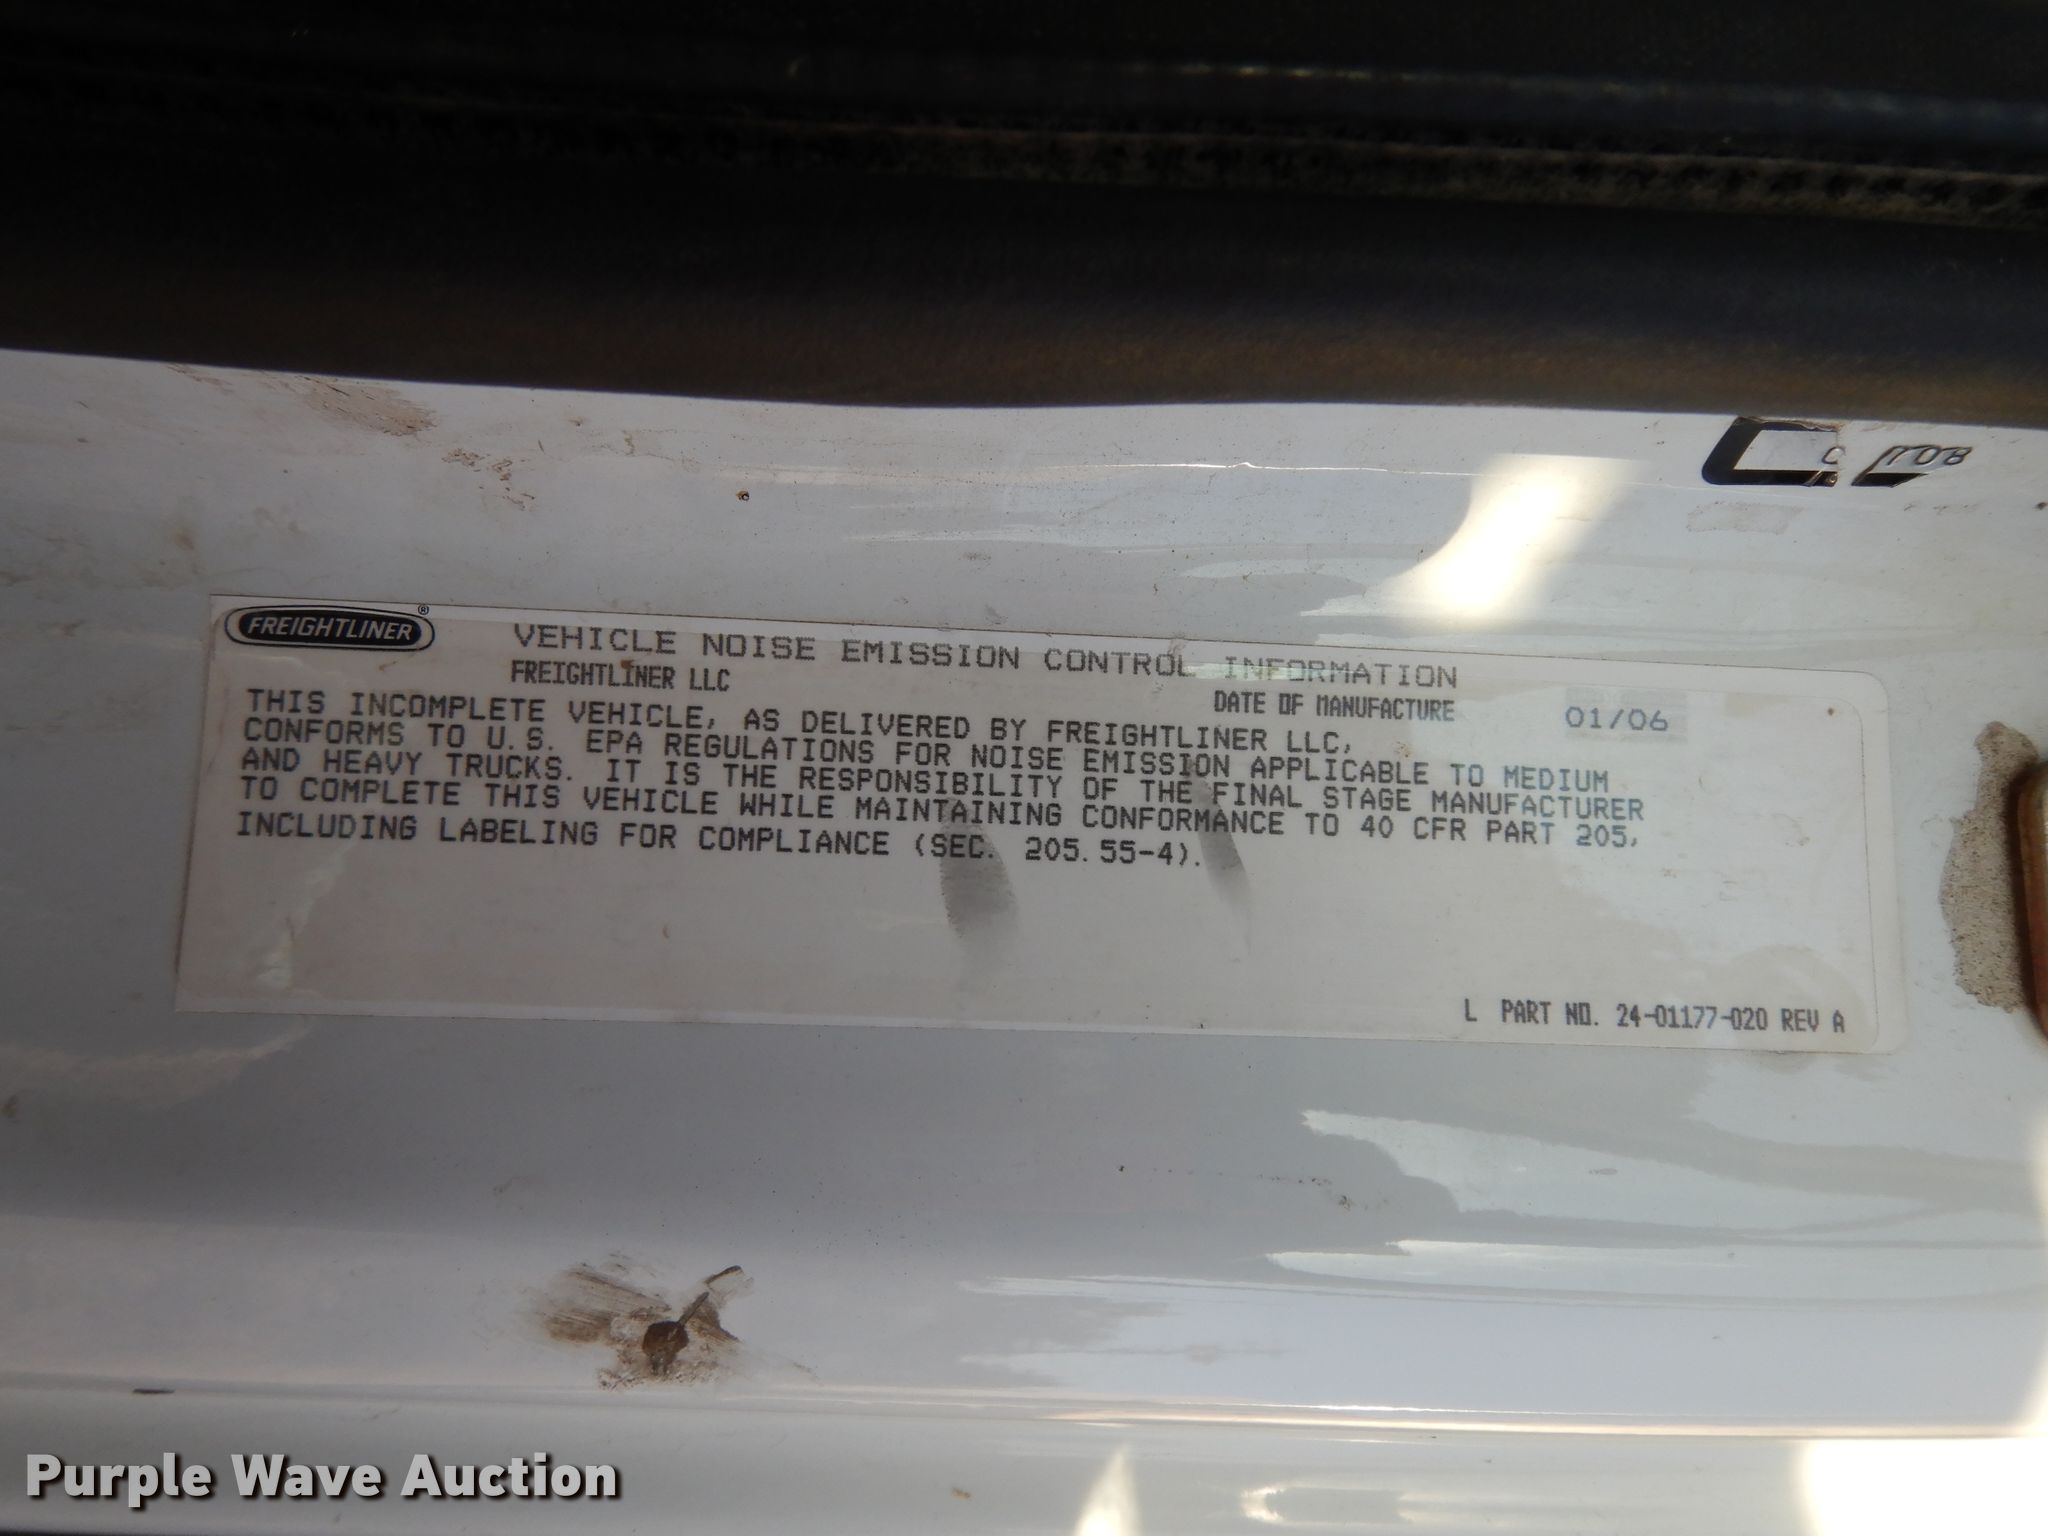 FREIGHTLINER®
VEHICLE NOISE EMISSION CONTROL INFORMATION
FREIGHTLINER LLC
DATE OF MANUFACTURE 01/06
THIS INCOMPLETE VEHICLE, AS DELIVERED BY FREIGHTLINER LLC,
CONFORMS TO U.S. EPA REGULATIONS FOR NOISE EMISSION APPLICABLE TO MEDIUM
AND HEAVY TRUCKS. IT IS THE RESPONSIBILITY OF THE FINAL STAGE MANUFACTURER
TO COMPLETE THIS VEHICLE WHILE MAINTAINING CONFORMANCE TO 40 CFR PART 205,
INCLUDING LABELING FOR COMPLIANCE (SEC. 205.55-4).
L PART NO. 24-01177-020 REV A
Purple Wave Auction